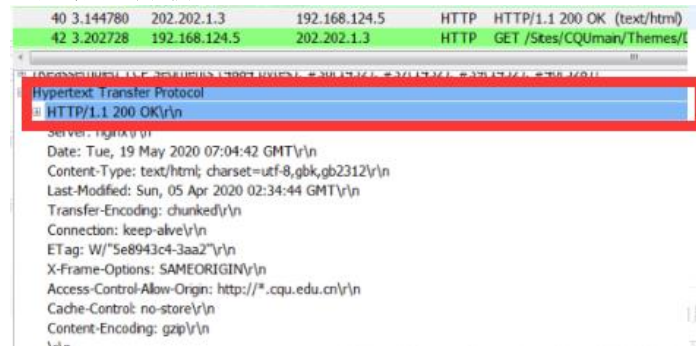 40 3.144780 202.202.1.3 192.168.124.5 HTTP HTTP/1.1 200 OK (text/html)
42 3.202728 192.168.124.5 202.202.1.3 HTTP GET /Sites/CQUmain/Themes/
Hypertext Transfer Protocol
HTTP/1.1 200 OK\r\n
Server: nginx\r\n
Date: Tue, 19 May 2020 07:04:42 GMT\r\n
Content-Type: text/html; charset=utf-8,gbk,gb2312\r\n
Last-Modified: Sun, 05 Apr 2020 02:34:44 GMT\r\n
Transfer-Encoding: chunked\r\n
Connection: keep-alive\r\n
ETag: W/"5e8943c4-3aa2"\r\n
X-Frame-Options: SAMEORIGIN\r\n
Access-Control-Allow-Origin: http://*.cqu.edu.cn\r\n
Cache-Control: no-store\r\n
Content-Encoding: gzip\r\n